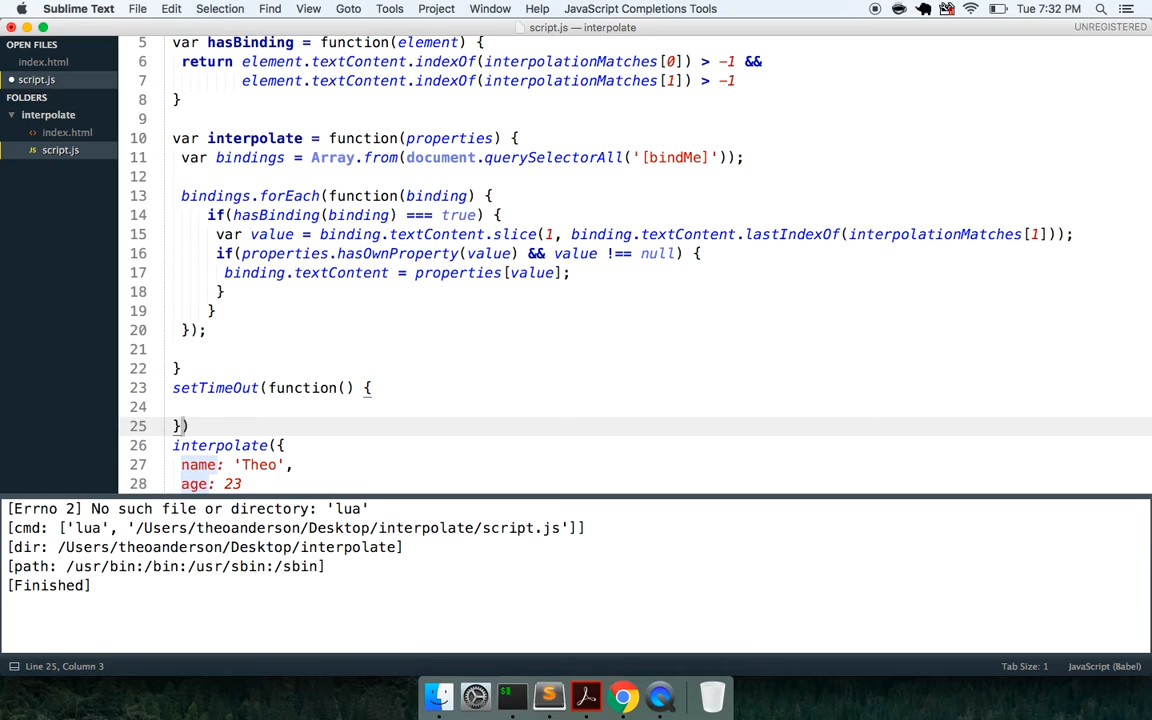 Sublime Text File Edit Selection Find View Goto Tools Project Window Help JavaScript Completions Tools Tue 7:32 PM
script.js — interpolate UNREGISTERED
OPEN FILES
index.html
script.js
FOLDERS
interpolate
<> index.html
JS script.js
5 var hasBinding = function(element) {
6 return element.textContent.indexOf(interpolationMatches[0]) > -1 &&
7 element.textContent.indexOf(interpolationMatches[1]) > -1
8 }
9
10 var interpolate = function(properties) {
11 var bindings = Array.from(document.querySelectorAll('[bindMe]'));
12
13 bindings.forEach(function(binding) {
14 if(hasBinding(binding) === true) {
15 var value = binding.textContent.slice(1, binding.textContent.lastIndexOf(interpolationMatches[1]));
16 if(properties.hasOwnProperty(value) && value !== null) {
17 binding.textContent = properties[value];
18 }
19 }
20 });
21
22 }
23 setTimeOut(function() {
24
25 })
26 interpolate({
27 name: 'Theo',
28 age: 23
[Errno 2] No such file or directory: 'lua'
[cmd: ['lua', '/Users/theoanderson/Desktop/interpolate/script.js']]
[dir: /Users/theoanderson/Desktop/interpolate]
[path: /usr/bin:/bin:/usr/sbin:/sbin]
[Finished]
Line 25, Column 3 Tab Size: 1 JavaScript (Babel)